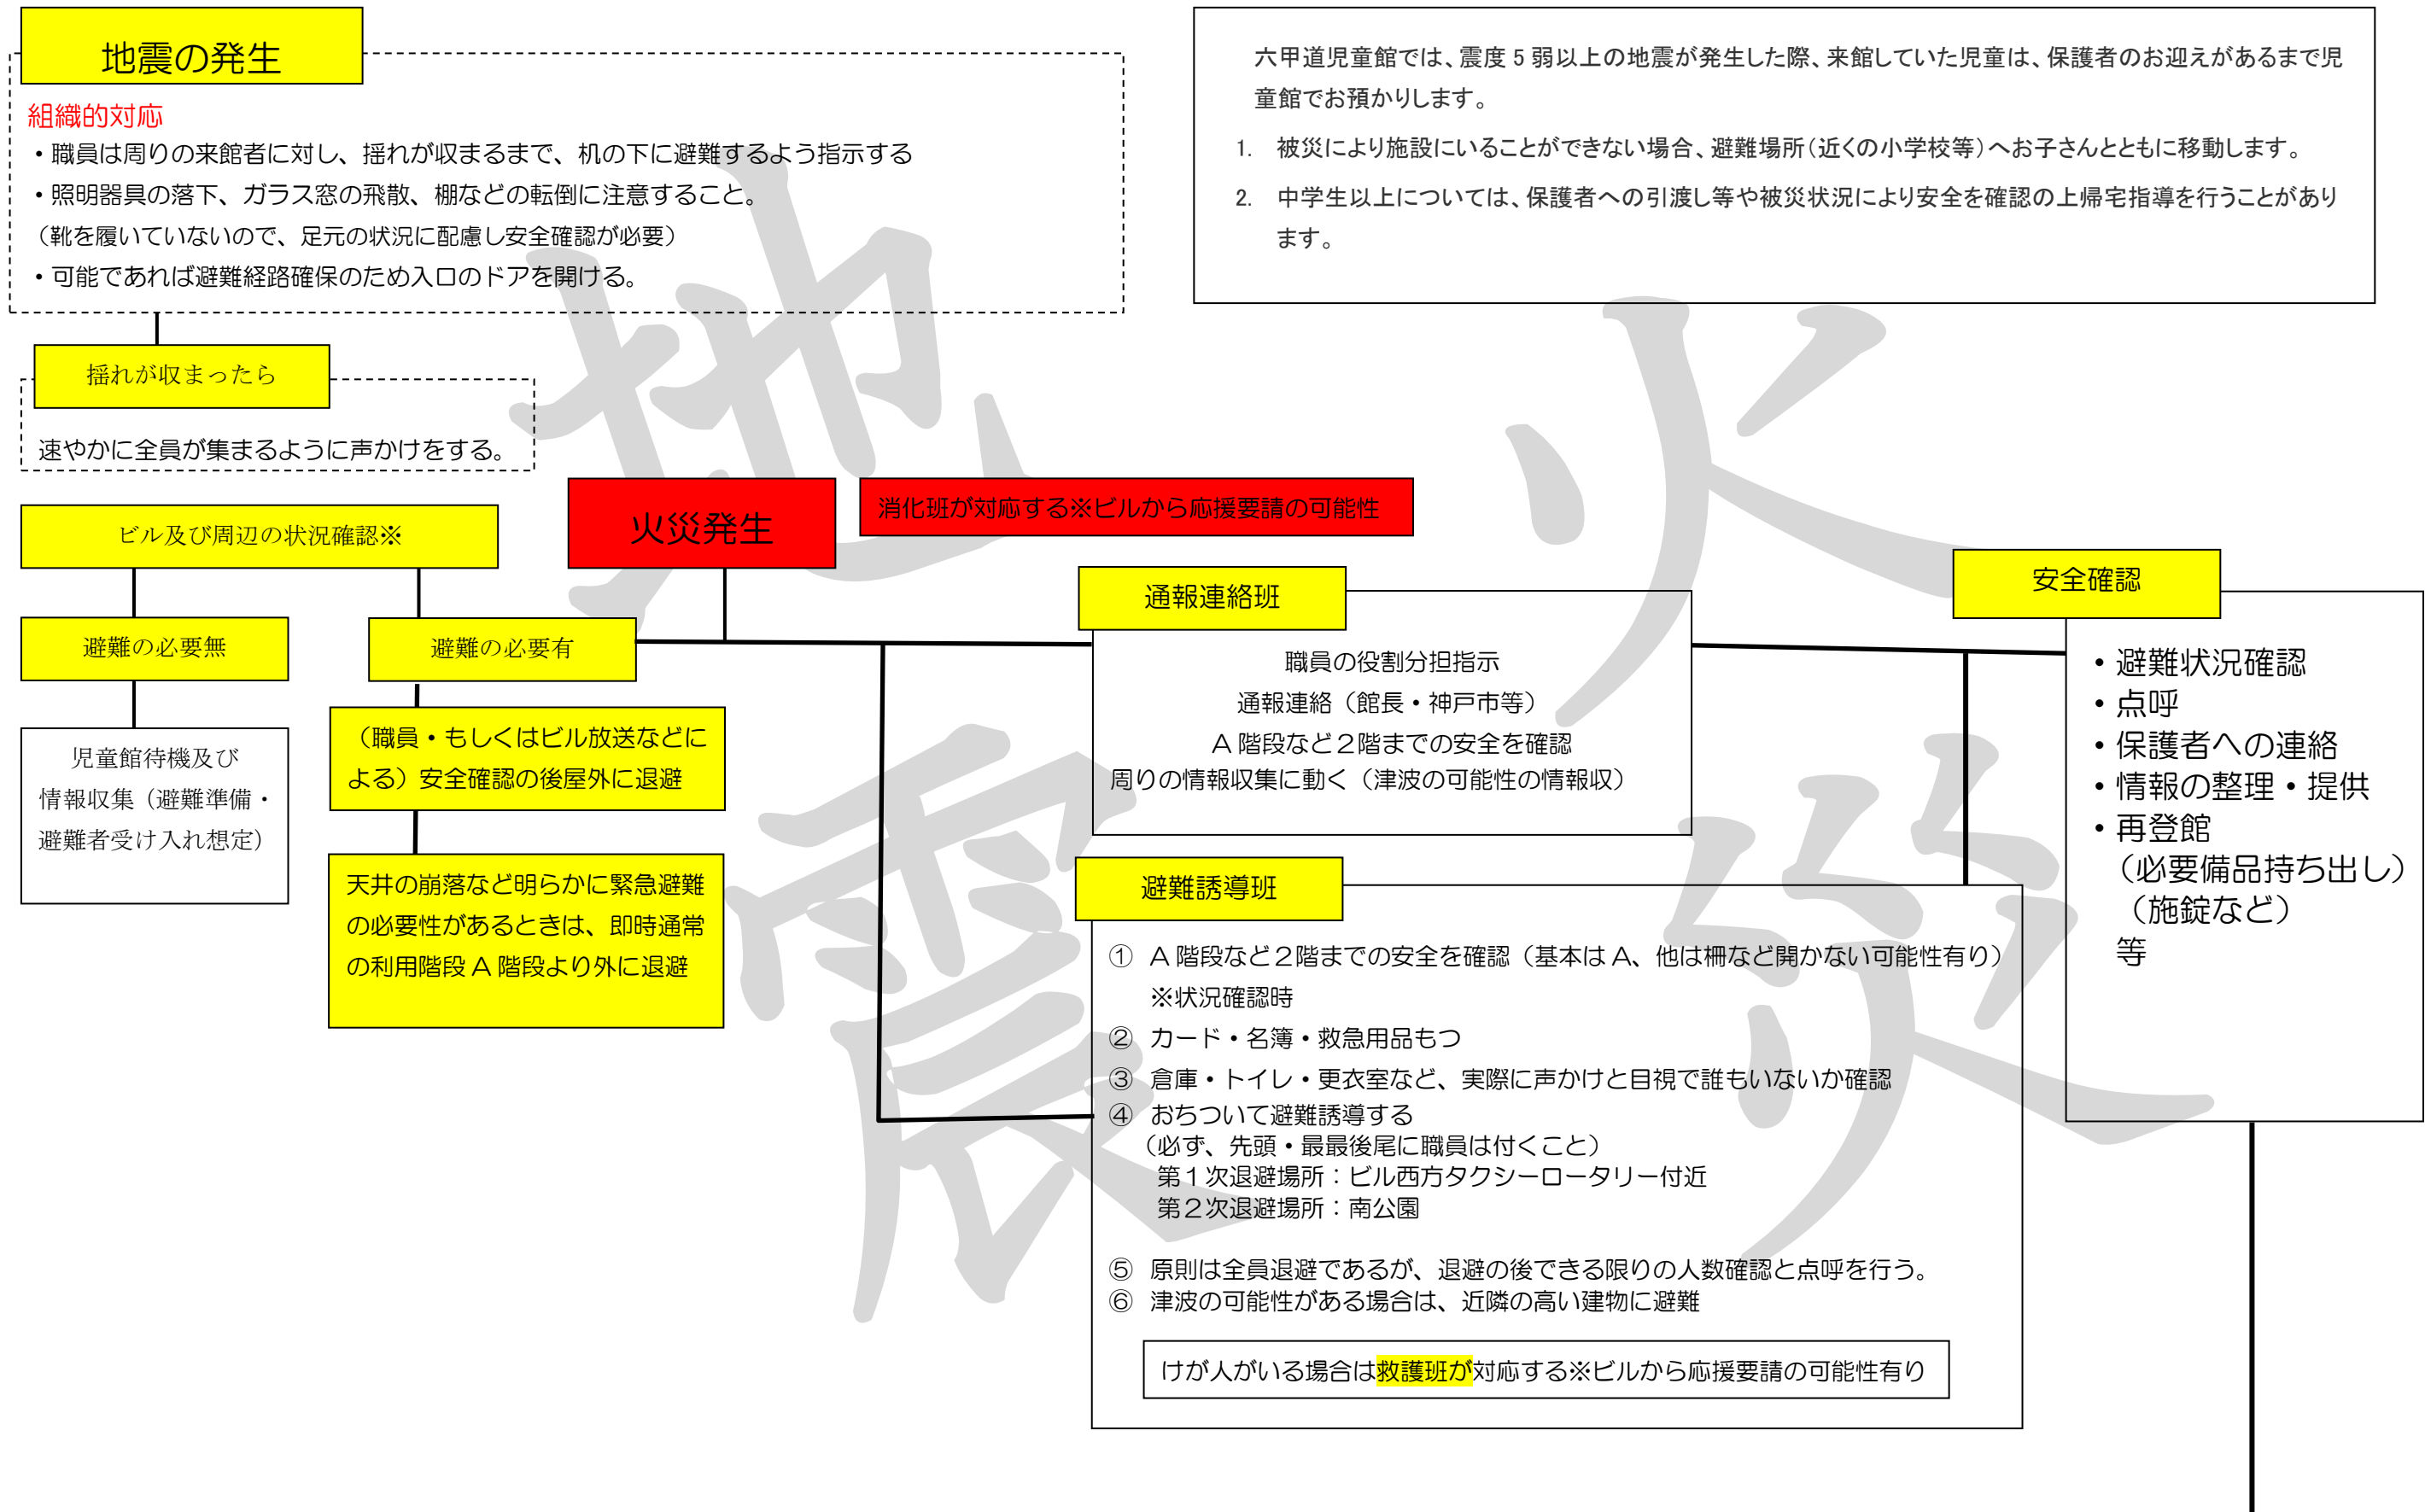 地震の発生
組織的対応
・職員は周りの来館者に対し、揺れが収まるまで、机の下に避難するよう指示する
・照明器具の落下、ガラス窓の飛散、棚などの転倒に注意すること。
（靴を履いていないので、足元の状況に配慮し安全確認が必要）
・可能であれば避難経路確保のため入口のドアを開ける。
六甲道児童館では、震度5弱以上の地震が発生した際、来館していた児童は、保護者のお迎えがあるまで児
童館でお預かりします。
1. 被災により施設にいることができない場合、避難場所（近くの小学校等）へお子さんとともに移動します。
2. 中学生以上については、保護者への引渡し等や被災状況により安全を確認の上帰宅指導を行うことがあり
ます。
揺れが収まったら
速やかに全員が集まるように声かけをする。
ビル及び周辺の状況確認※
火災発生
消化班が対応する※ビルから応援要請の可能性
避難の必要無
避難の必要有
児童館待機及び
情報収集（避難準備・
避難者受け入れ想定）
（職員・もしくはビル放送などに
よる）安全確認の後屋外に退避
天井の崩落など明らかに緊急避難
の必要性があるときは、即時通常
の利用階段A階段より外に退避
通報連絡班
職員の役割分担指示
通報連絡（館長・神戸市等）
A階段など２階までの安全を確認
周りの情報収集に動く（津波の可能性の情報収）
避難誘導班
① A階段など２階までの安全を確認（基本はA、他は柵など開かない可能性有り）
※状況確認時
② カード・名簿・救急用品もつ
③ 倉庫・トイレ・更衣室など、実際に声かけと目視で誰もいないか確認
④ おちついて避難誘導する
（必ず、先頭・最最後尾に職員は付くこと）
第１次退避場所：ビル西方タクシーロータリー付近
第２次退避場所：南公園
⑤ 原則は全員退避であるが、退避の後できる限りの人数確認と点呼を行う。
⑥ 津波の可能性がある場合は、近隣の高い建物に避難
けが人がいる場合は救護班が対応する※ビルから応援要請の可能性有り
安全確認
・避難状況確認
・点呼
・保護者への連絡
・情報の整理・提供
・再登館
（必要備品持ち出し）
（施錠など）
等
地
震
火
災